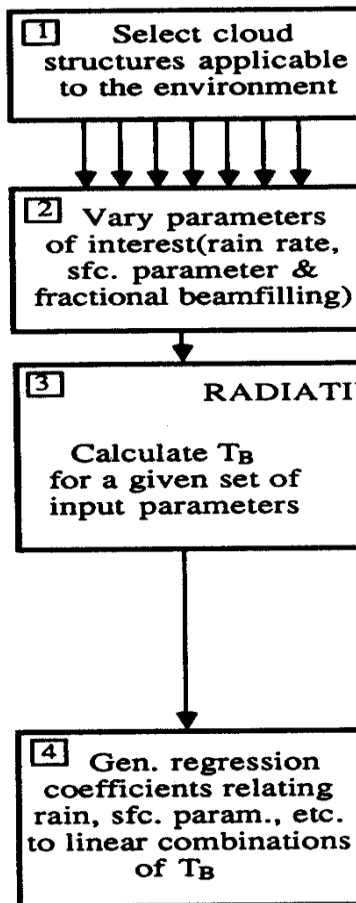 1 Select cloud
structures applicable
to the environment
2 Vary parameters
of interest(rain rate,
sfc. parameter &
fractional beamfilling)
3
RADIATI
Calculate TB
for a given set of
input parameters
4 Gen. regression
coefficients relating
rain, sfc. param., etc.
to linear combinations
of TB